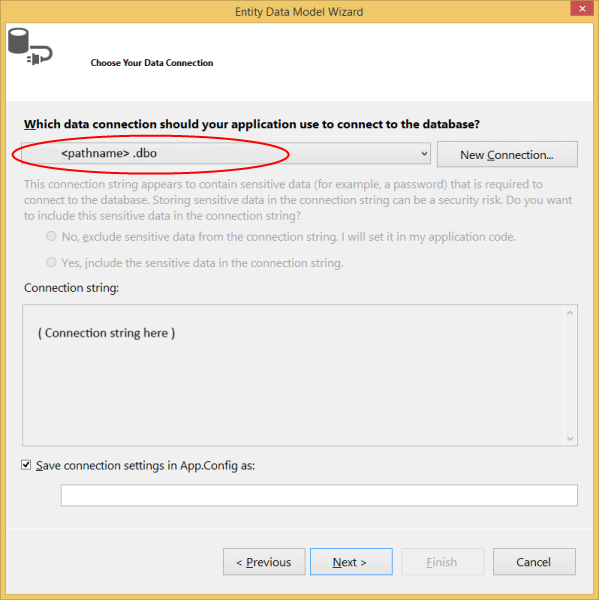 Entity Data Model Wizard
Choose Your Data Connection
Which data connection should your application use to connect to the database?
<pathname> .dbo
New Connection...
This connection string appears to contain sensitive data (for example, a password) that is required to
connect to the database. Storing sensitive data in the connection string can be a security risk. Do you want
to include this sensitive data in the connection string?
No, exclude sensitive data from the connection string. I will set it in my application code.
Yes, include the sensitive data in the connection string.
Connection string:
( Connection string here )
Save connection settings in App.Config as:
< Previous
Next >
Finish
Cancel